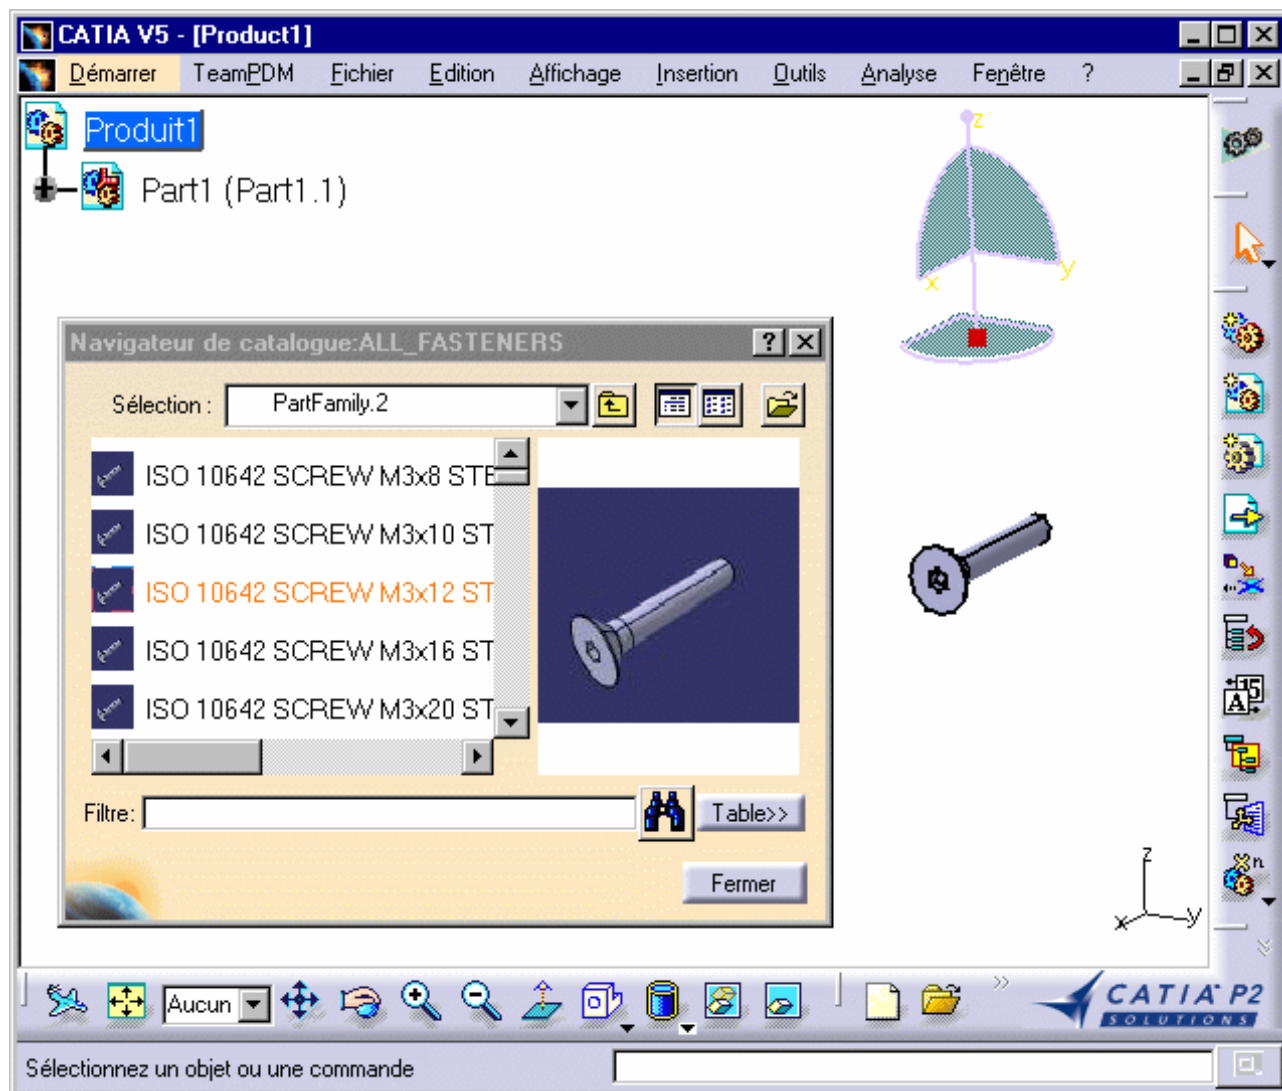 CATIA V5 - [Product1]
Démarrer TeamPDM Fichier Edition Affichage Insertion Outils Analyse Fenêtre ?
Produit1
Part1 (Part1.1)
z
x
y
Navigateur de catalogue:ALL_FASTENERS
Sélection : PartFamily.2
ISO 10642 SCREW M3x8 STE
ISO 10642 SCREW M3x10 ST
ISO 10642 SCREW M3x12 ST
ISO 10642 SCREW M3x16 ST
ISO 10642 SCREW M3x20 ST
Filtre: Table>>
Fermer
z
x
y
Aucun
CATIA P2
SOLUTIONS
Sélectionnez un objet ou une commande